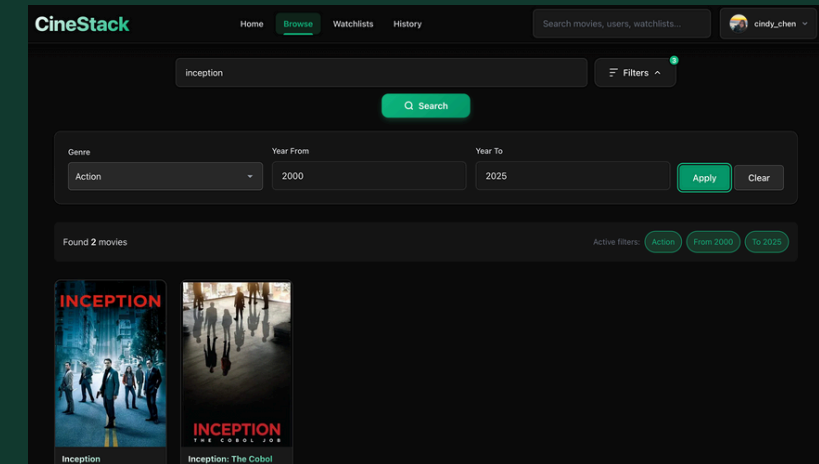 CineStack
Home Browse Watchlists History
Search movies, users, watchlists...
cindy_chen
inception
Filters
3
Search
Genre
Year From
Year To
Action
2000
2025
Apply
Clear
Found 2 movies
Active filters: Action From 2000 To 2025
INCEPTION
INCEPTION
THE COBOL JOB
Inception
Inception: The Cobol